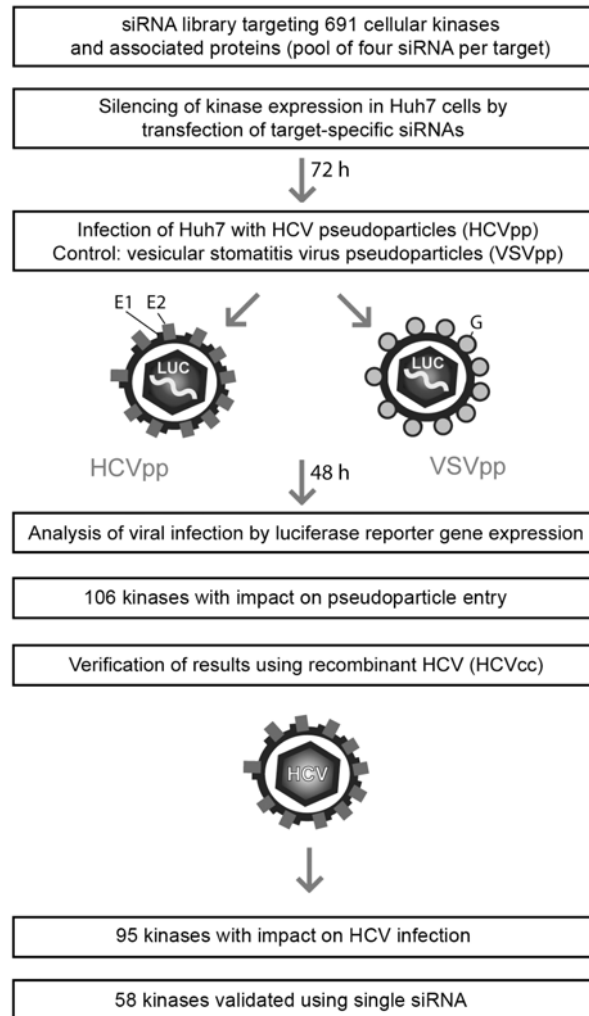 siRNA library targeting 691 cellular kinases
and associated proteins (pool of four siRNA per target)
Silencing of kinase expression in Huh7 cells by
transfection of target-specific siRNAs
72 h
Infection of Huh7 with HCV pseudoparticles (HCVpp)
Control: vesicular stomatitis virus pseudoparticles (VSVpp)
E1 E2
G
LUC
LUC
HCVpp
VSVpp
48 h
Analysis of viral infection by luciferase reporter gene expression
106 kinases with impact on pseudoparticle entry
Verification of results using recombinant HCV (HCVcc)
HCV
95 kinases with impact on HCV infection
58 kinases validated using single siRNA